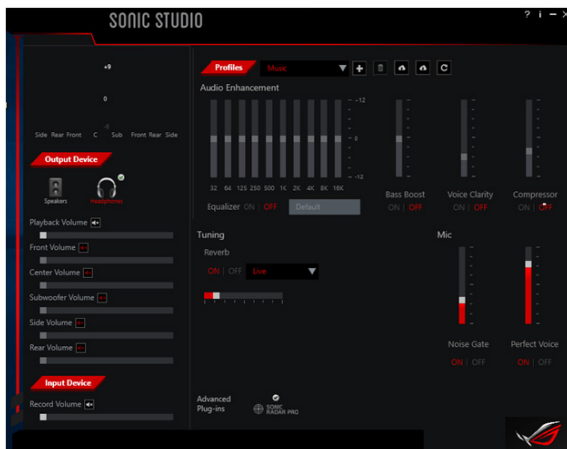 SONIC STUDIO
? i
+9
0
Side Rear Front C Sub Front Rear Side
Output Device
Speakers Headphones
Playback Volume
Front Volume
Center Volume
Subwoofer Volume
Side Volume
Rear Volume
Input Device
Record Volume
Profiles Music
Audio Enhancement
-12
0
-12
32 64 125 250 500 1K 2K 4K 8K 16K
Equalizer ON | OFF Default
Bass Boost Voice Clarity Compressor
ON | OFF ON | OFF ON | OFF
Tuning
Reverb
ON | OFF Live
Mic
Noise Gate Perfect Voice
ON | OFF ON | OFF
Advanced
Plug-ins
SONIC
RADAR PRO